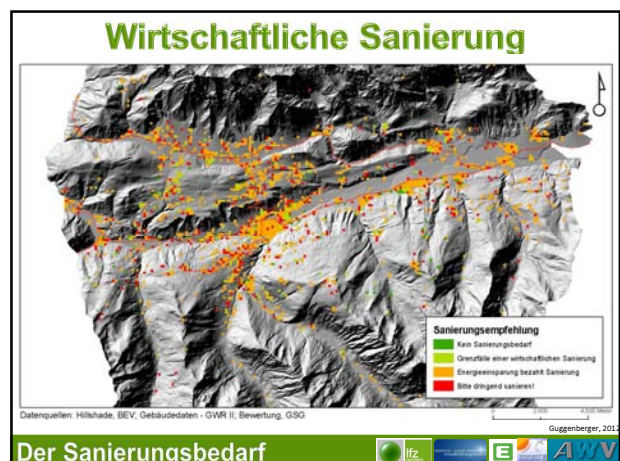 Wirtschaftliche Sanierung
Sanierungsempfehlung
Kein Sanierungsbedarf
Grenzfälle einer wirtschaftlichen Sanierung
Energieeinsparung bezahlt Sanierung
Bitte dringend sanieren!
0 2.000 4.000 Meter
Datenquellen: Hillshade, BEV; Gebäudedaten - GWR II; Bewertung, GSG
Guggenberger, 2012
Der Sanierungsbedarf
lfz
E
AWV